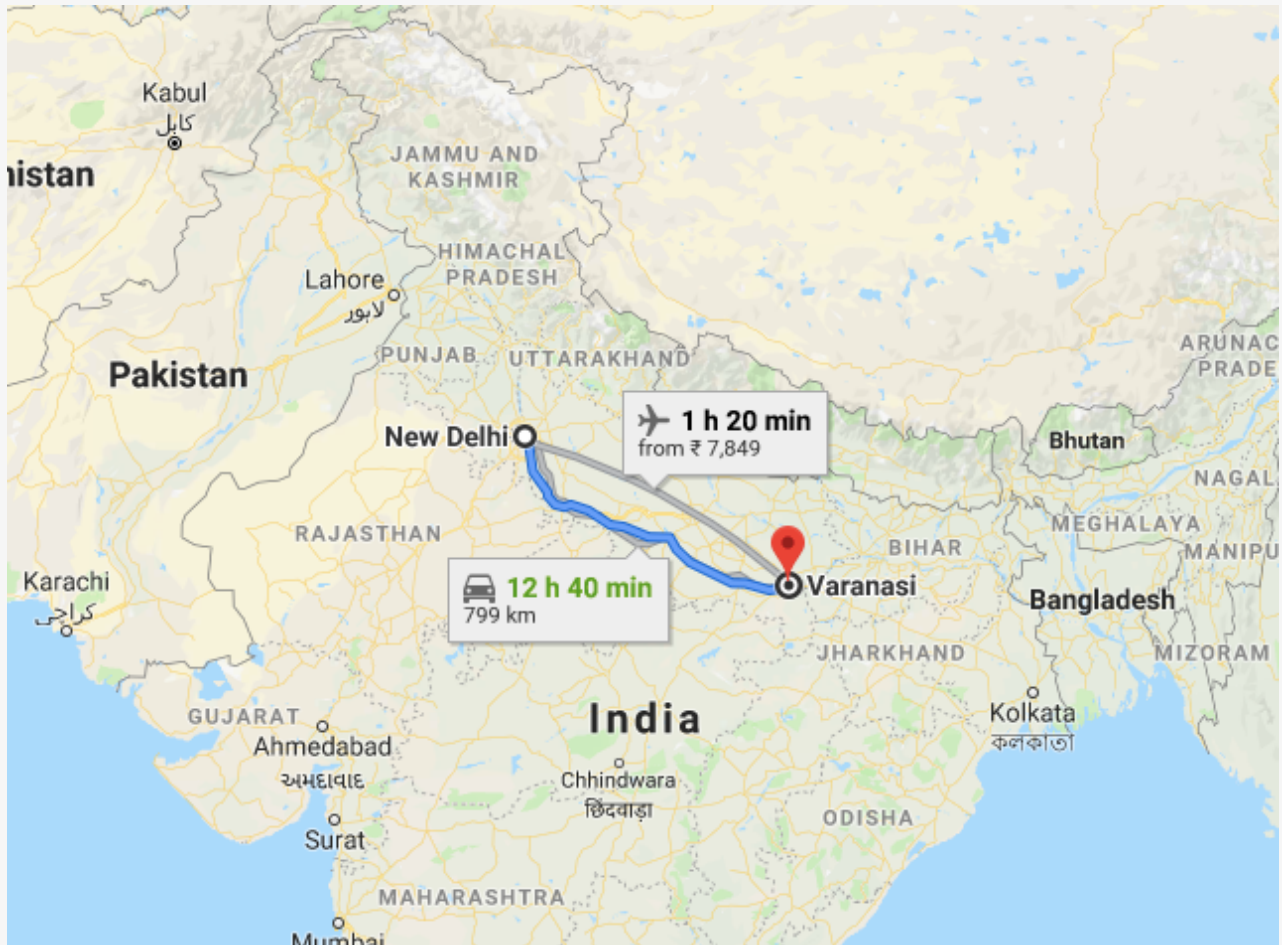 Kabul
کابل
nistan
JAMMU AND
KASHMIR
HIMACHAL
PRADESH
Lahore
لاہور
PUNJAB
UTTARAKHAND
ARUNAC
PRADE
Pakistan
1 h 20 min
from ₹ 7,849
New Delhi
Bhutan
NAGAL
RAJASTHAN
MEGHALAYA
BIHAR
MANIPU
Karachi
کراچی
12 h 40 min
799 km
Varanasi
Bangladesh
JHARKHAND
MIZORAM
GUJARAT
India
Kolkata
কলকাতা
Ahmedabad
અમદાવાદ
Chhindwara
छिंदवाड़ा
Surat
ODISHA
MAHARASHTRA
Mumbai